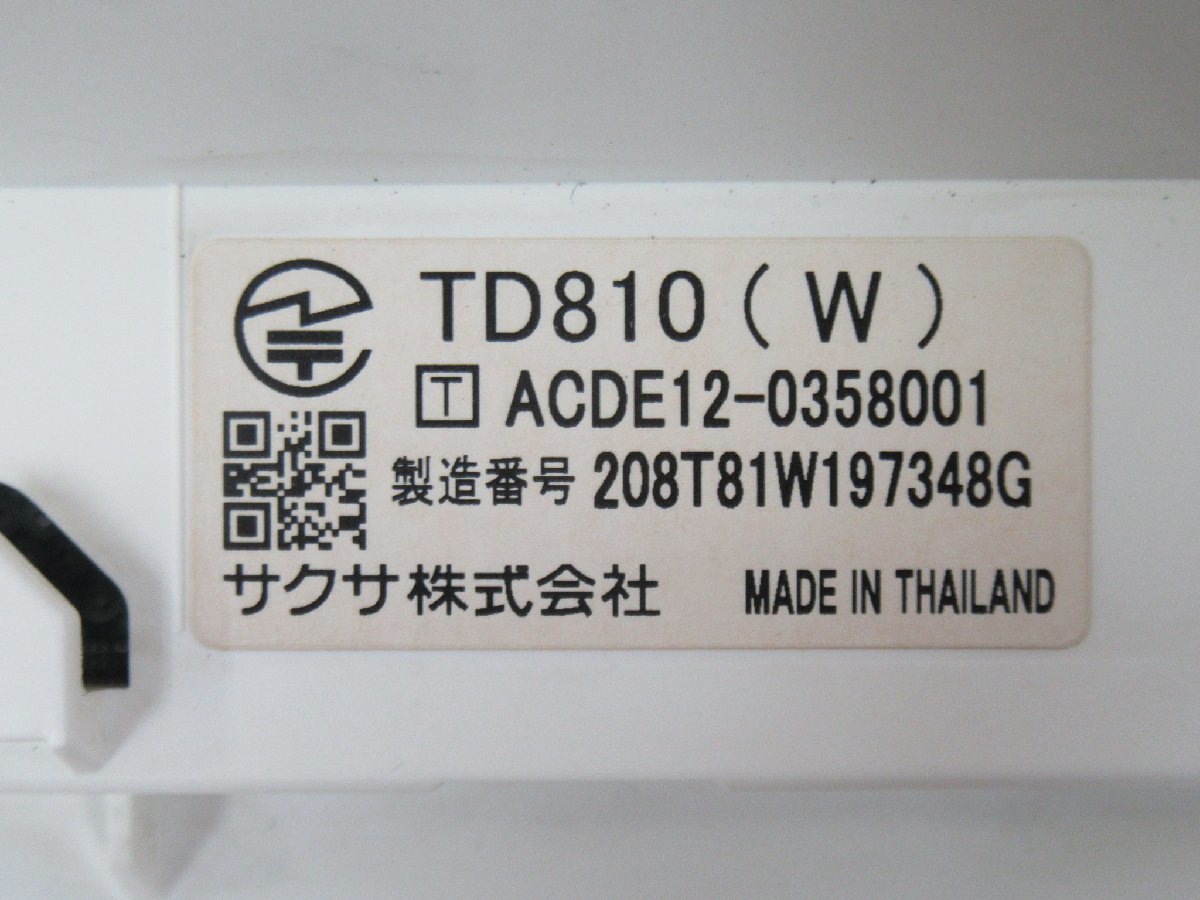 TD810(W)
T ACDE12-0358001
製造番号 208T81W197348G
サクサ株式会社 MADE IN THAILAND